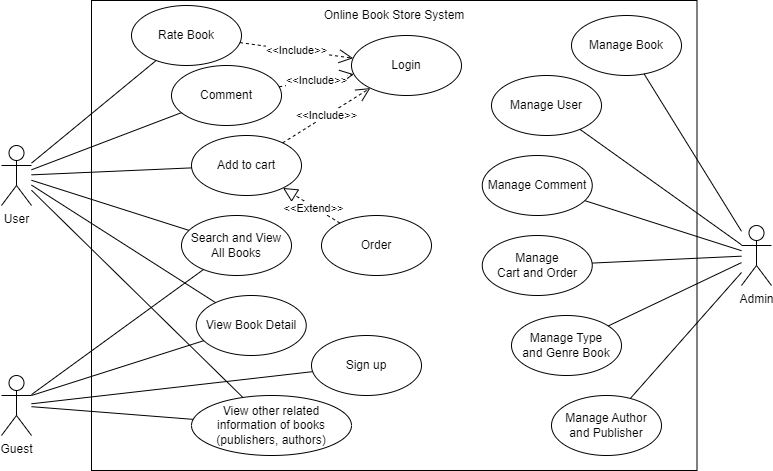 Online Book Store System
Rate Book
<<Include>>
Login
Manage Book
<<Include>>
Comment
Manage User
<<Include>>
Add to cart
Manage Comment
User
<<Extend>>
Search and View
All Books
Order
Manage
Cart and Order
Admin
View Book Detail
Manage Type
and Genre Book
Sign up
View other related
information of books
(publishers, authors)
Manage Author
and Publisher
Guest